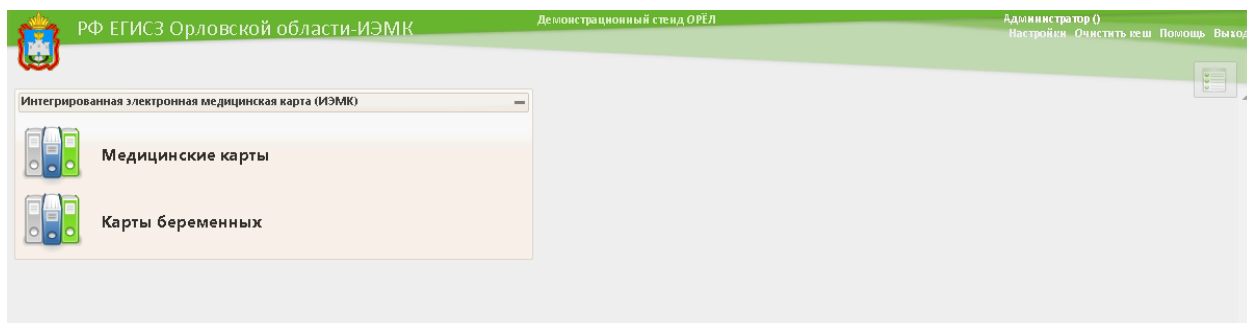 РФ ЕГИСЗ Орловской области-ИЭМК
Демонстрационный стенд ОРЁЛ
Администратор ()
Настройки Очистить кеш Помощь Выход
Интегрированная электронная медицинская карта (ИЭМК)
Медицинские карты
Карты беременных